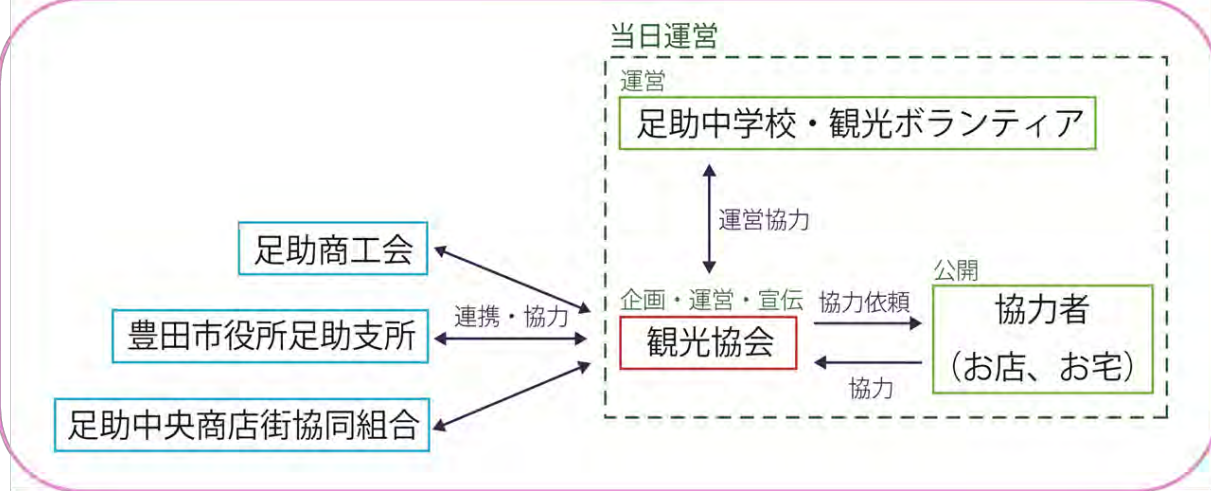 当日運営
運営
足助中学校・観光ボランティア
運営協力
足助商工会
豊田市役所足助支所
足助中央商店街協同組合
連携・協力
企画・運営・宣伝
観光協会
協力依頼
協力
公開
協力者
（お店、お宅）